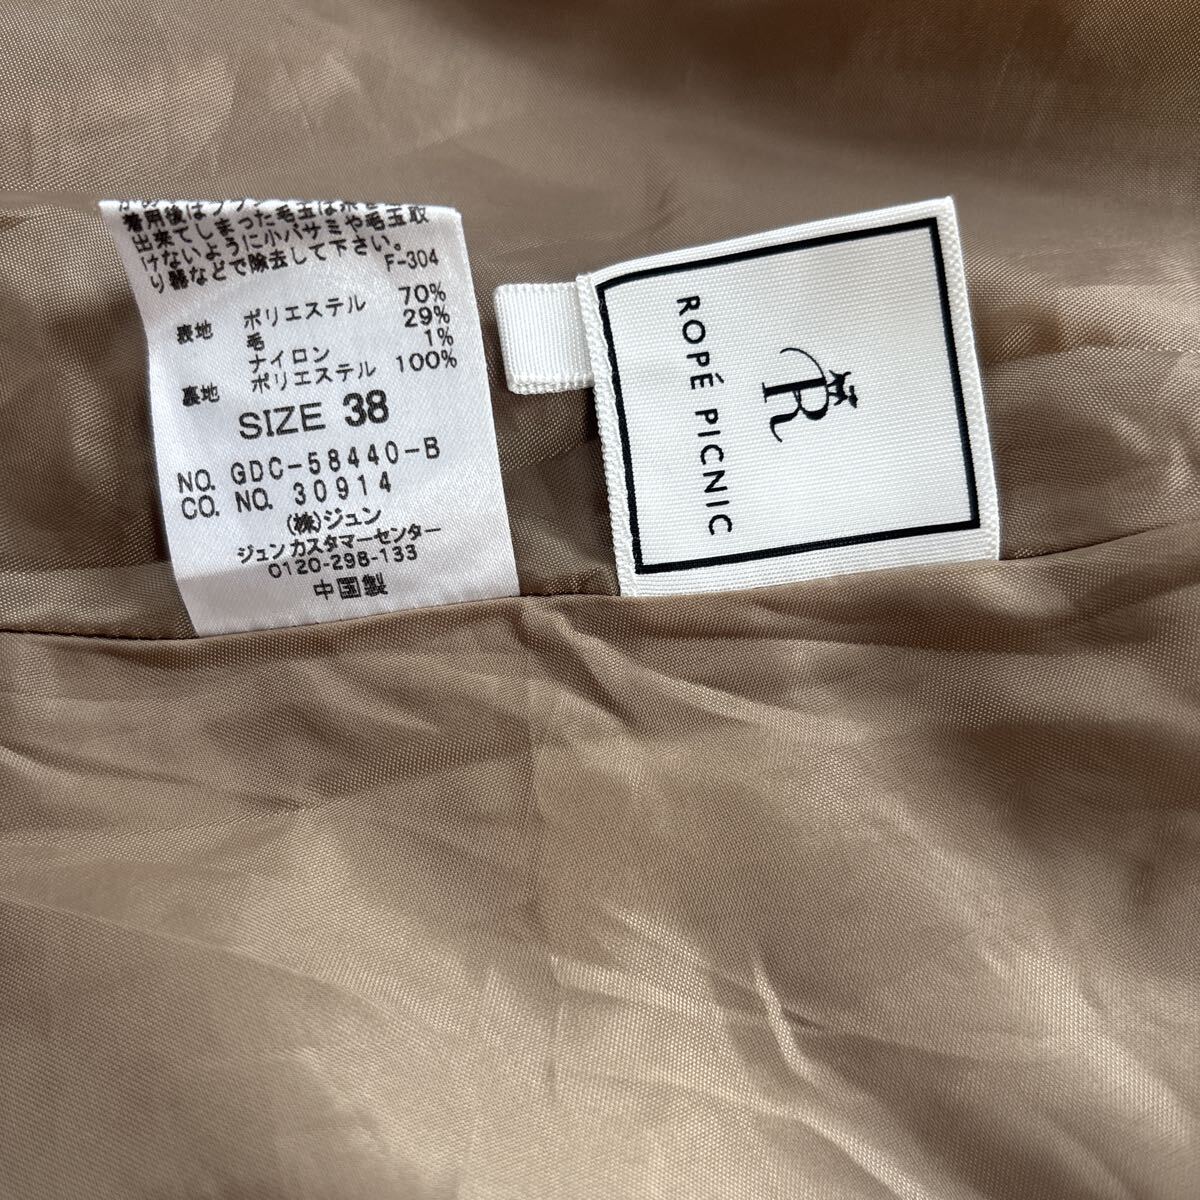 着用後はブラシ
出来てしまった毛玉は
けないように小バサミや毛玉取
り器などで除去して下さい。
F-304
表地 ポリエステル 70%
毛 29%
ナイロン 1%
裏地 ポリエステル 100%
SIZE 38
NO. GDC-58440-B
CO. NO. 30914
(株)ジュン
ジュンカスタマーセンター
0120-298-133
中国製
R
ROPÉ PICNIC